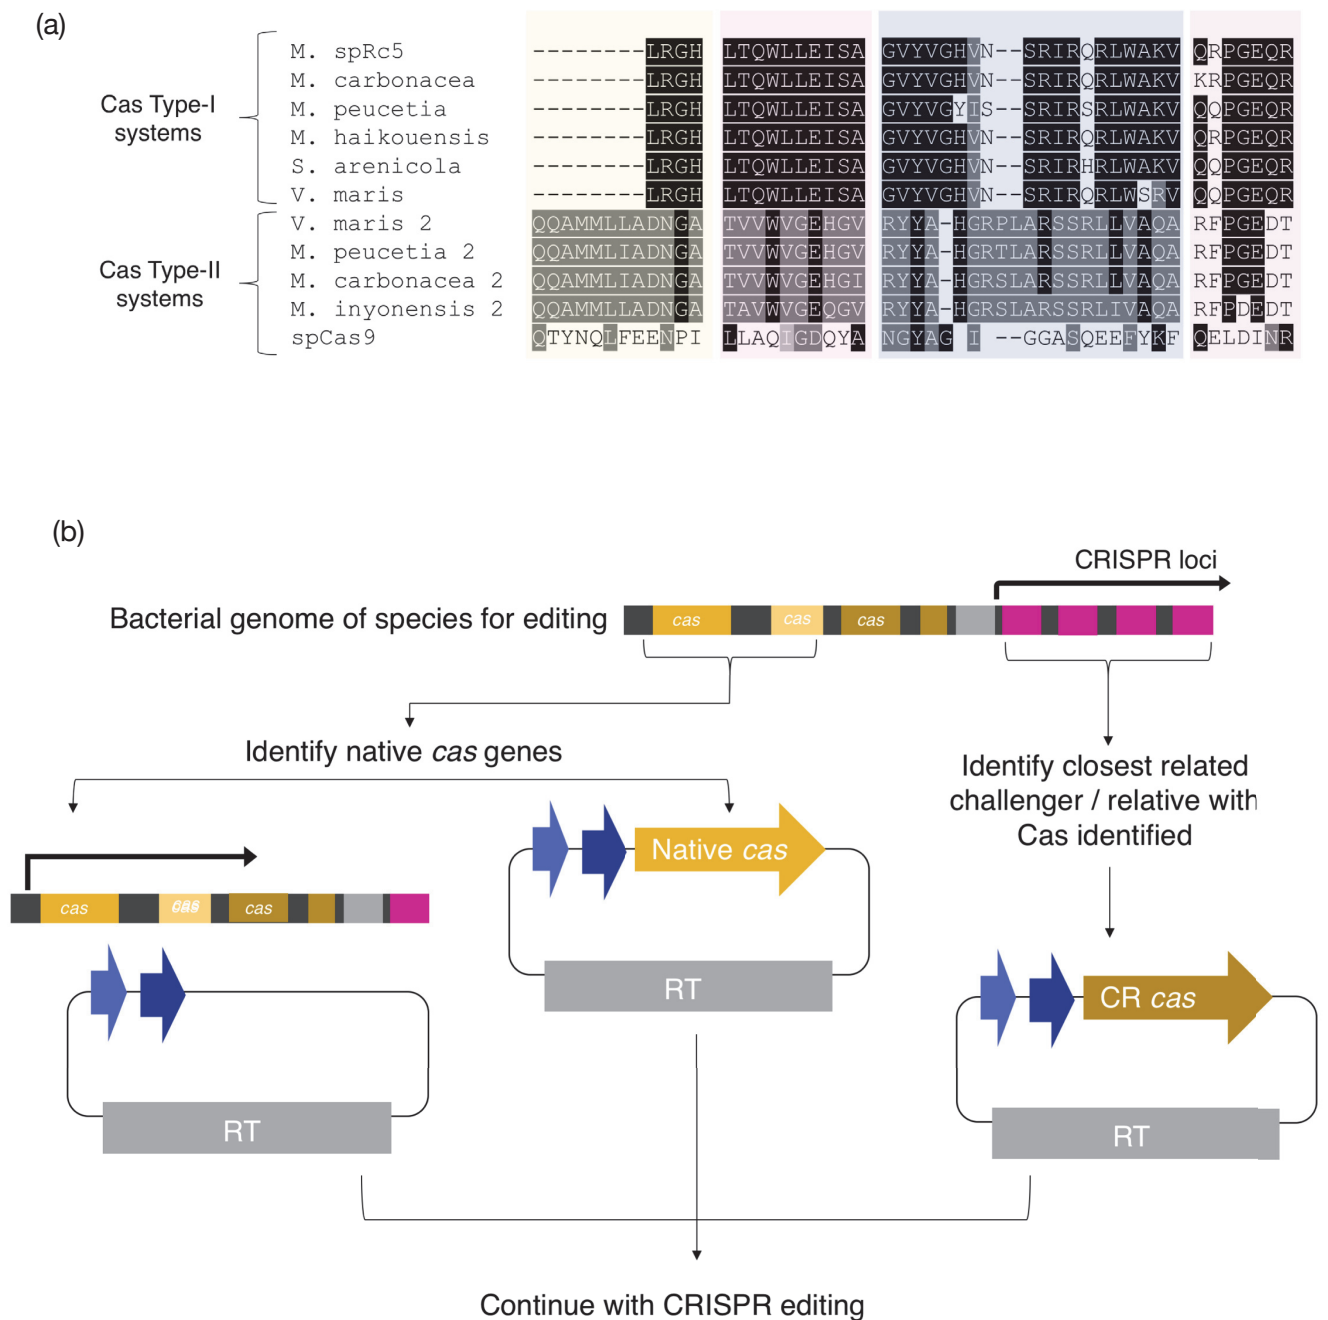 (a)
Cas Type-I
systems
M. spRc5 --------LRGH LTQWLLEISA GVYVGHVN--SRIRQRLWAKV QRPGEQR
M. carbonacea --------LRGH LTQWLLEISA GVYVGHVN--SRIRQRLWAKV KRPGEQR
M. peucetia --------LRGH LTQWLLEISA GVYVGYIS--SRIRSRLWAKV QQPGEQR
M. haikouensis --------LRGH LTQWLLEISA GVYVGHVN--SRIRQRLWAKV QRPGEQR
S. arenicola --------LRGH LTQWLLEISA GVYVGHVN--SRIRHRLWAKV QQPGEQR
V. maris --------LRGH LTQWLLEISA GVYVGHVN--SRIRQRLWSRV QQPGEQR
Cas Type-II
systems
V. maris 2 QQAMMLLADNGA TVVWVGEHGV RYYA-HGRPLARSSRLLVAQA RFPGEDT
M. peucetia 2 QQAMMLIADNGA TVVWVGEHGV RYYA-HGRTLARSSRLLVAQA RFPGEDT
M. carbonacea 2 QQAMMLIADNGA TVVWVGEHGI RYYA-HGRSLARSSRLLVAQA RFPGEDT
M. inyonensis 2 QQAMMLLADNGA TAVWVGEQGV RYYA-HGRSLARSSRLIVAQA RFPDEDT
spCas9 QTYNQLFEENPI LLAQIGDQYA NGYAG I --GGASQEEFYKF QELDINR
(b)
CRISPR loci
Bacterial genome of species for editing
cas cas cas
Identify native cas genes
Identify closest related
challenger / relative with
Cas identified
Native cas
RT
cas cas cas
RT
CR cas
RT
Continue with CRISPR editing